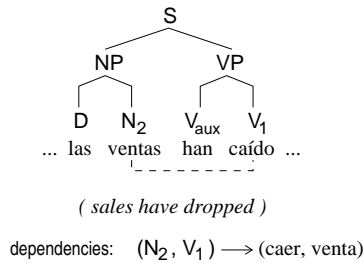 S
NP VP
D N2 Vaux V1
... las ventas han caído ...
( sales have dropped )
dependencies: (N2 , V1 ) ⟶ (caer, venta)